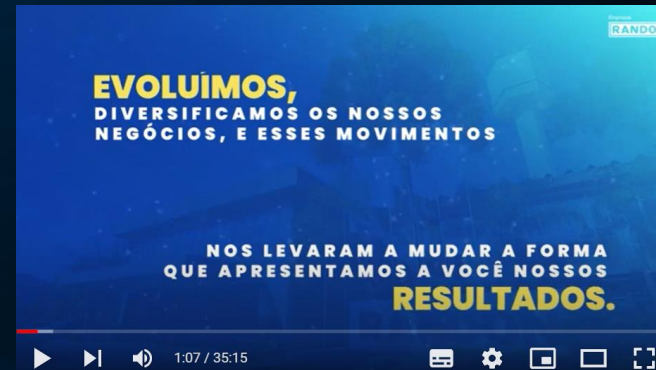 Empresas
RANDO
EVOLUÍMOS,
DIVERSIFICAMOS OS NOSSOS
NEGÓCIOS, E ESSES MOVIMENTOS
NOS LEVARAM A MUDAR A FORMA
QUE APRESENTAMOS A VOCÊ NOSSOS
RESULTADOS.
1:07 / 35:15